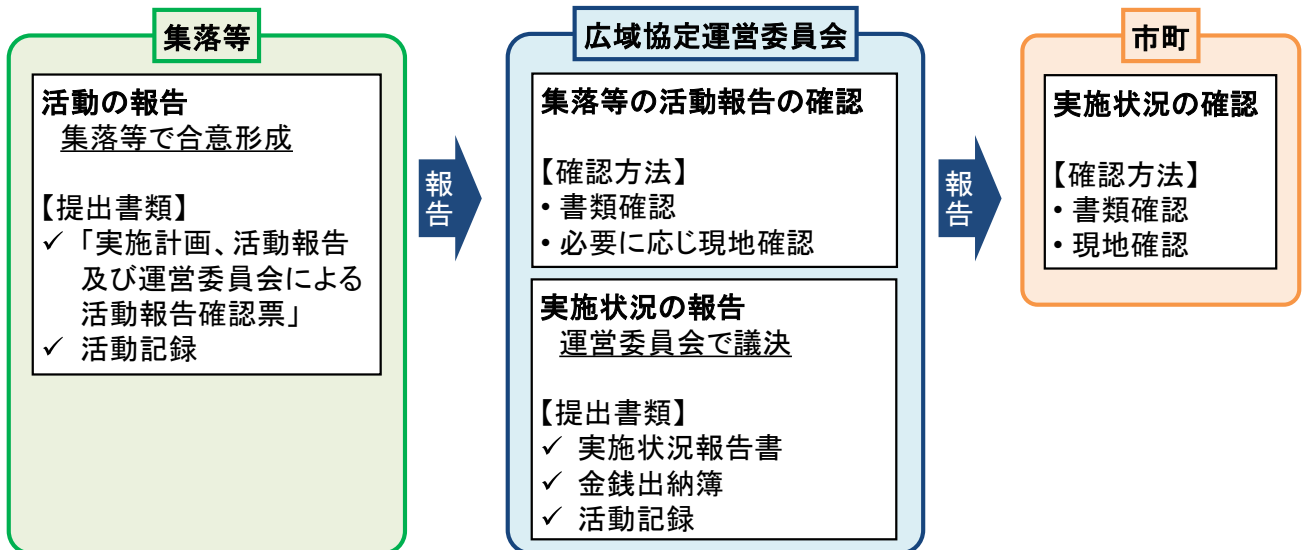 集落等
活動の報告
集落等で合意形成
【提出書類】
✓ 「実施計画、活動報告
及び運営委員会による
活動報告確認票」
✓ 活動記録
報告
広域協定運営委員会
集落等の活動報告の確認
【確認方法】
• 書類確認
• 必要に応じ現地確認
実施状況の報告
運営委員会で議決
【提出書類】
✓ 実施状況報告書
✓ 金銭出納簿
✓ 活動記録
報告
市町
実施状況の確認
【確認方法】
• 書類確認
• 現地確認